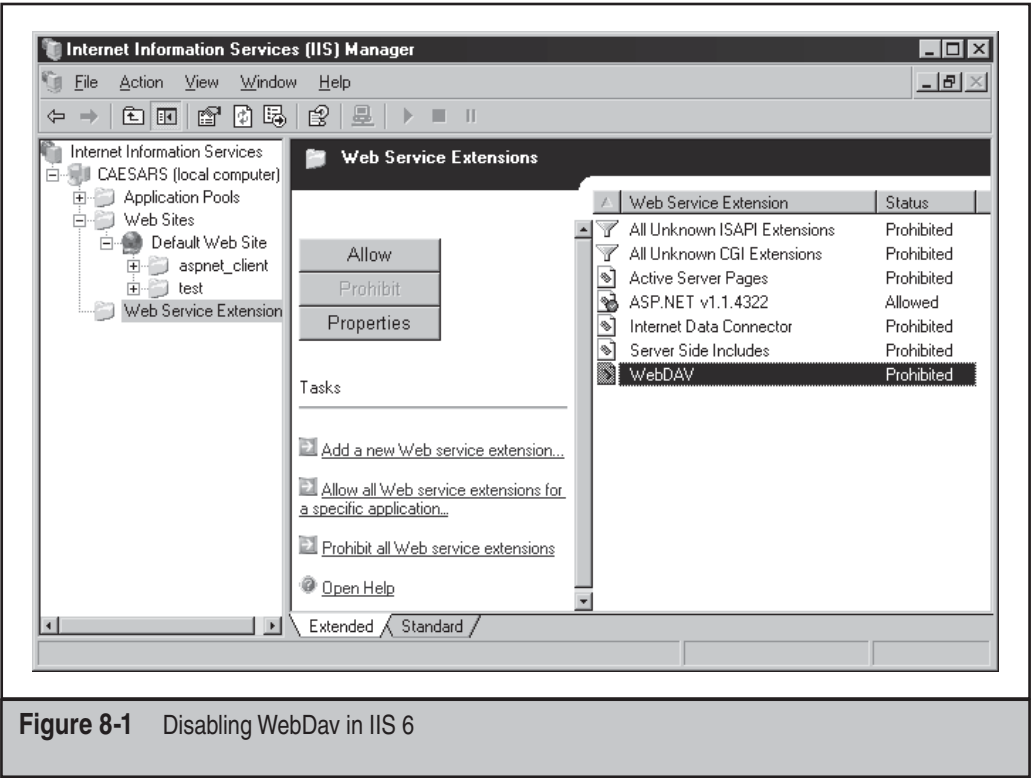 Internet Information Services (IIS) Manager
File Action View Window Help
Internet Information Services
CAESARS (local computer)
Application Pools
Web Sites
Default Web Site
aspnet_client
test
Web Service Extension
Web Service Extensions
Allow
Prohibit
Properties
Tasks
Add a new Web service extension...
Allow all Web service extensions for
a specific application...
Prohibit all Web service extensions
Open Help
Web Service Extension Status
All Unknown ISAPI Extensions Prohibited
All Unknown CGI Extensions Prohibited
Active Server Pages Prohibited
ASP.NET v1.1.4322 Allowed
Internet Data Connector Prohibited
Server Side Includes Prohibited
WebDAV Prohibited
Extended Standard
Figure 8-1 Disabling WebDav in IIS 6